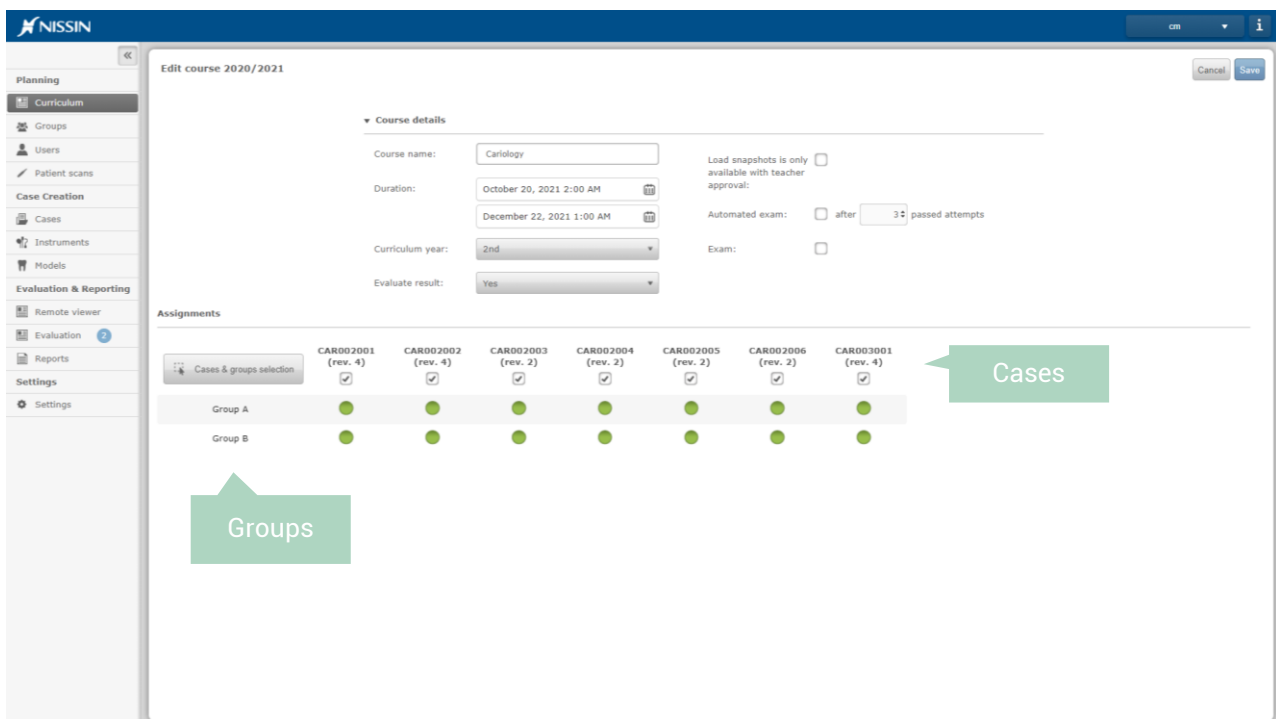 NISSIN
cm
i
«
Planning
Curriculum
Groups
Users
Patient scans
Case Creation
Cases
Instruments
Models
Evaluation & Reporting
Remote viewer
Evaluation 2
Reports
Settings
Settings
Edit course 2020/2021
Cancel Save
Course details
Course name: Cariology
Duration: October 20, 2021 2:00 AM
December 22, 2021 1:00 AM
Curriculum year: 2nd
Evaluate result: Yes
Load snapshots is only
available with teacher
approval:
Automated exam: after 3 passed attempts
Exam:
Assignments
Cases & groups selection
CAR002001 CAR002002 CAR002003 CAR002004 CAR002005 CAR002006 CAR003001
(rev. 4) (rev. 4) (rev. 2) (rev. 2) (rev. 2) (rev. 2) (rev. 4)
Group A
Group B
Cases
Groups